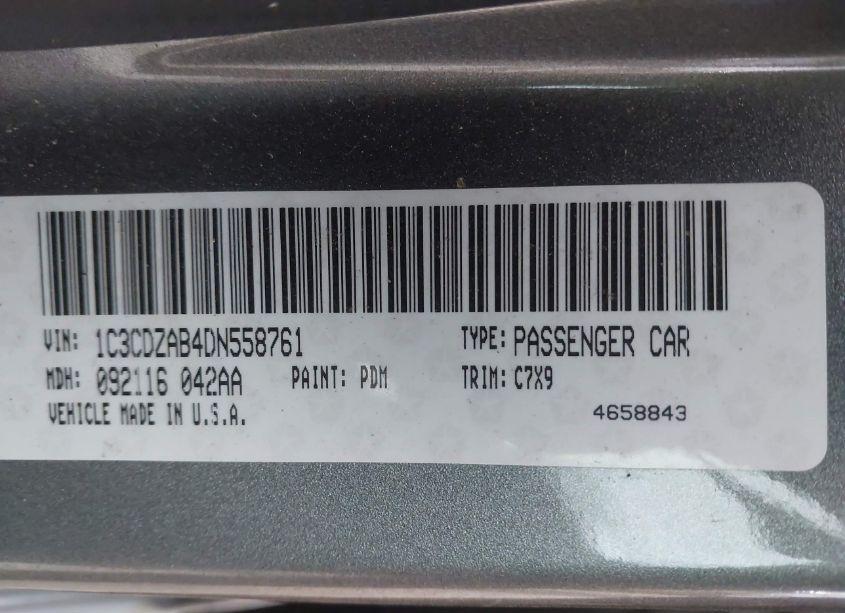 VIN: 1C3CDZAB4DN558761 TYPE: PASSENGER CAR
MDH: 092116 042AA PAINT: PDM TRIM: C7X9
VEHICLE MADE IN U.S.A. 4658843